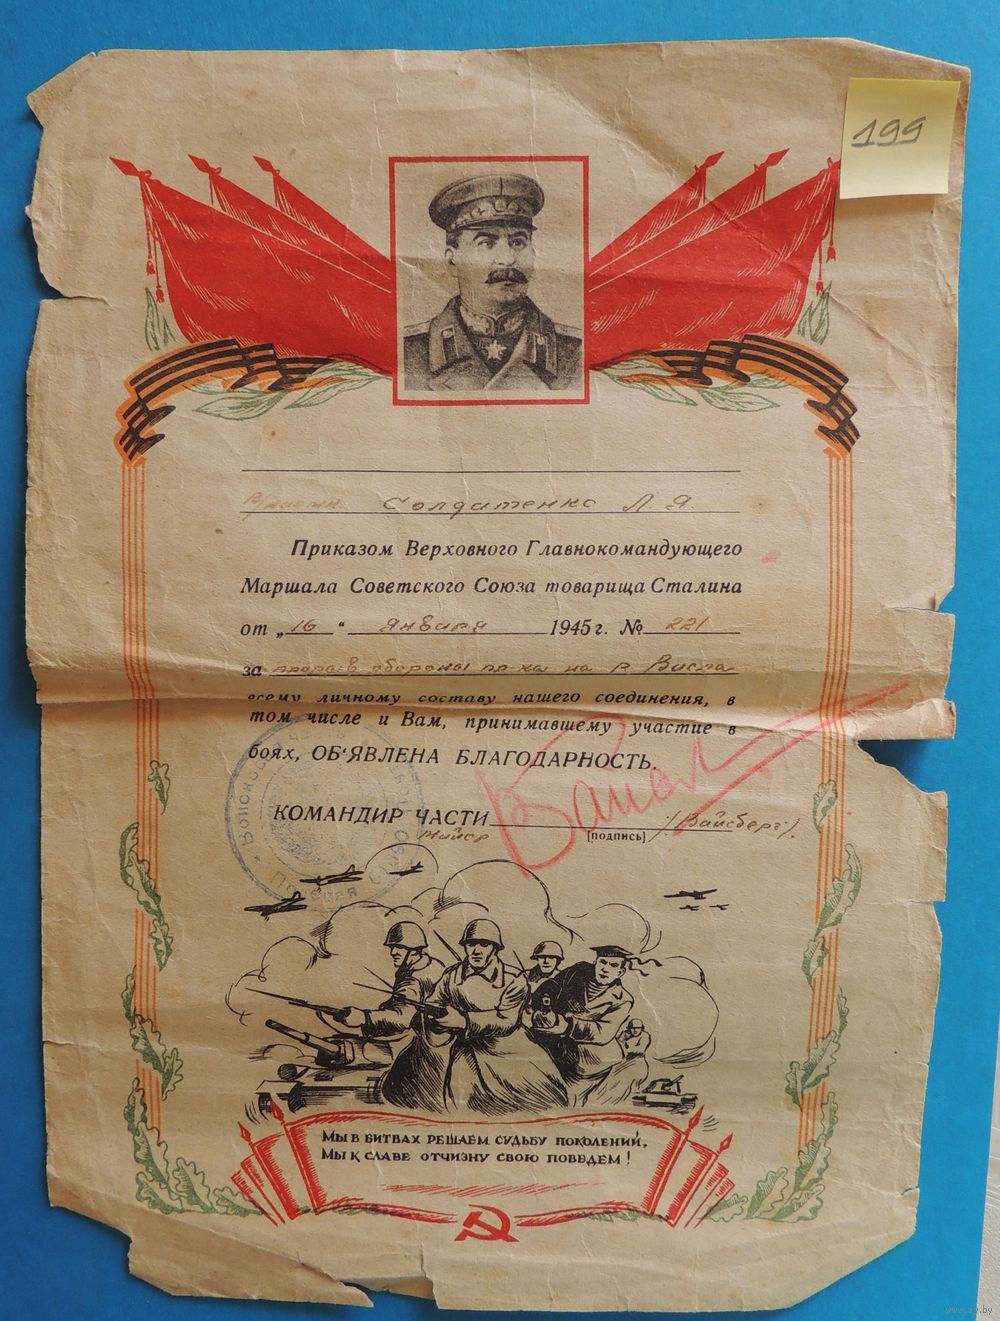 199
Солдатенко Л. Я.
Приказом Верховного Главнокомандующего
Маршала Советского Союза товарища Сталина
от „16“ января 1945 г. № 221
за прорыв обороны пр-ка на р. Висла
всему личному составу нашего соединения, в
том числе и Вам, принимавшему участие в
боях, ОБ‘ЯВЛЕНА БЛАГОДАРНОСТЬ.
КОМАНДИР ЧАСТИ
майор [подпись] /Вайсберг/.
Полевая
МЫ В БИТВАХ РЕШАЕМ СУДЬБУ ПОКОЛЕНИЙ,
МЫ К СЛАВЕ ОТЧИЗНУ СВОЮ ПОВЕДЕМ!